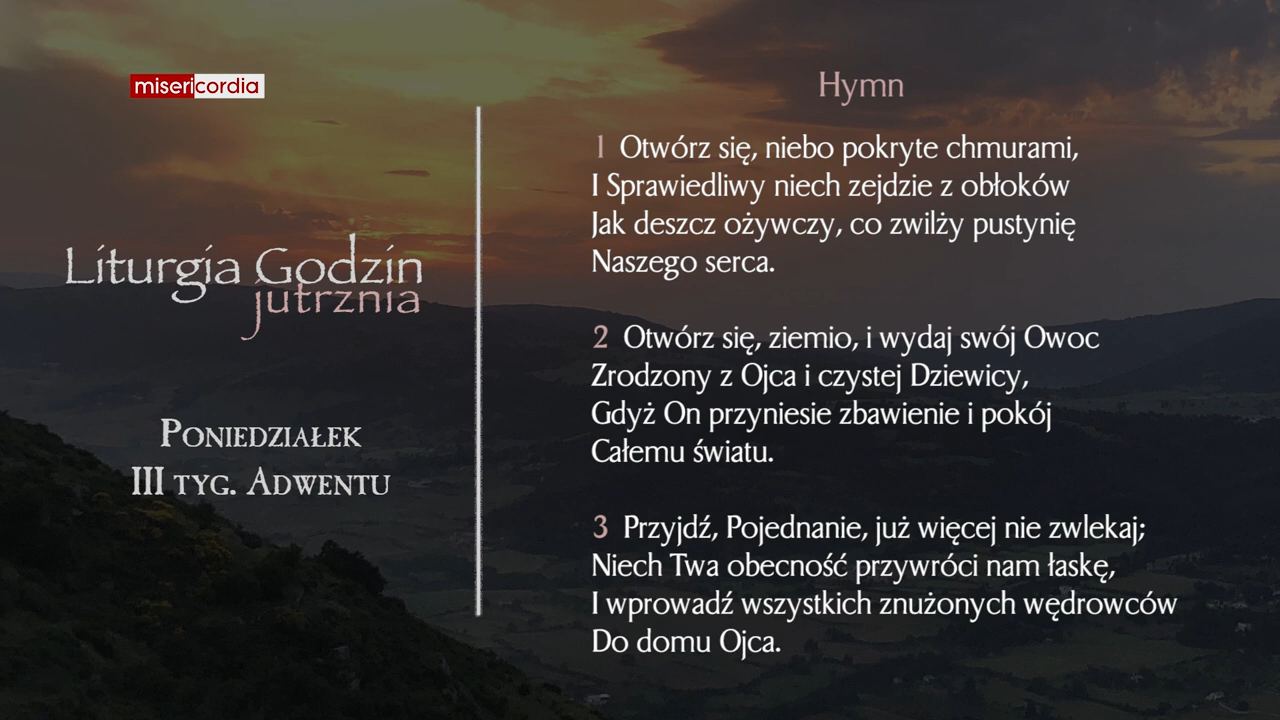 misericordia
Liturgia Godzin
jutrznia
Poniedziałek
III tyg. Adwentu
Hymn
1 Otwórz się, niebo pokryte chmurami,
I Sprawiedliwy niech zejdzie z obłoków
Jak deszcz ożywczy, co zwilży pustynię
Naszego serca.
2 Otwórz się, ziemio, i wydaj swój Owoc
Zrodzony z Ojca i czystej Dziewicy,
Gdyż On przyniesie zbawienie i pokój
Całemu światu.
3 Przyjdź, Pojednanie, już więcej nie zwlekaj;
Niech Twa obecność przywróci nam łaskę,
I wprowadź wszystkich znużonych wędrowców
Do domu Ojca.